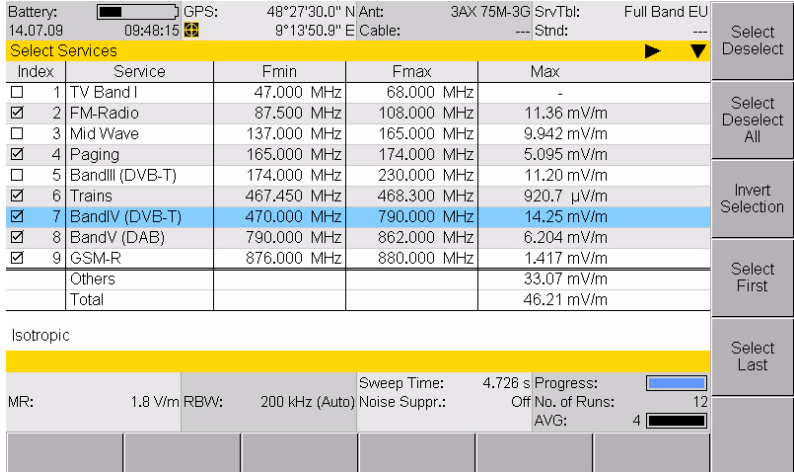 Battery: GPS: 48°27'30.0" N Ant: 3AX 75M-3G SrvTbl: Full Band EU
14.07.09 09:48:15 9°13'50.9" E Cable: --- Stnd: ---
Select Services
Index Service Fmin Fmax Max
1 TV Band I 47.000 MHz 68.000 MHz -
2 FM-Radio 87.500 MHz 108.000 MHz 11.36 mV/m
3 Mid Wave 137.000 MHz 165.000 MHz 9.942 mV/m
4 Paging 165.000 MHz 174.000 MHz 5.095 mV/m
5 BandIII (DVB-T) 174.000 MHz 230.000 MHz 11.20 mV/m
6 Trains 467.450 MHz 468.300 MHz 920.7 µV/m
7 BandIV (DVB-T) 470.000 MHz 790.000 MHz 14.25 mV/m
8 BandV (DAB) 790.000 MHz 862.000 MHz 6.204 mV/m
9 GSM-R 876.000 MHz 880.000 MHz 1.417 mV/m
Others 33.07 mV/m
Total 46.21 mV/m
Isotropic
Sweep Time: 4.726 s Progress:
MR: 1.8 V/m RBW: 200 kHz (Auto) Noise Suppr.: Off No. of Runs: 12
AVG: 4
Select
Deselect
Select
Deselect
All
Invert
Selection
Select
First
Select
Last